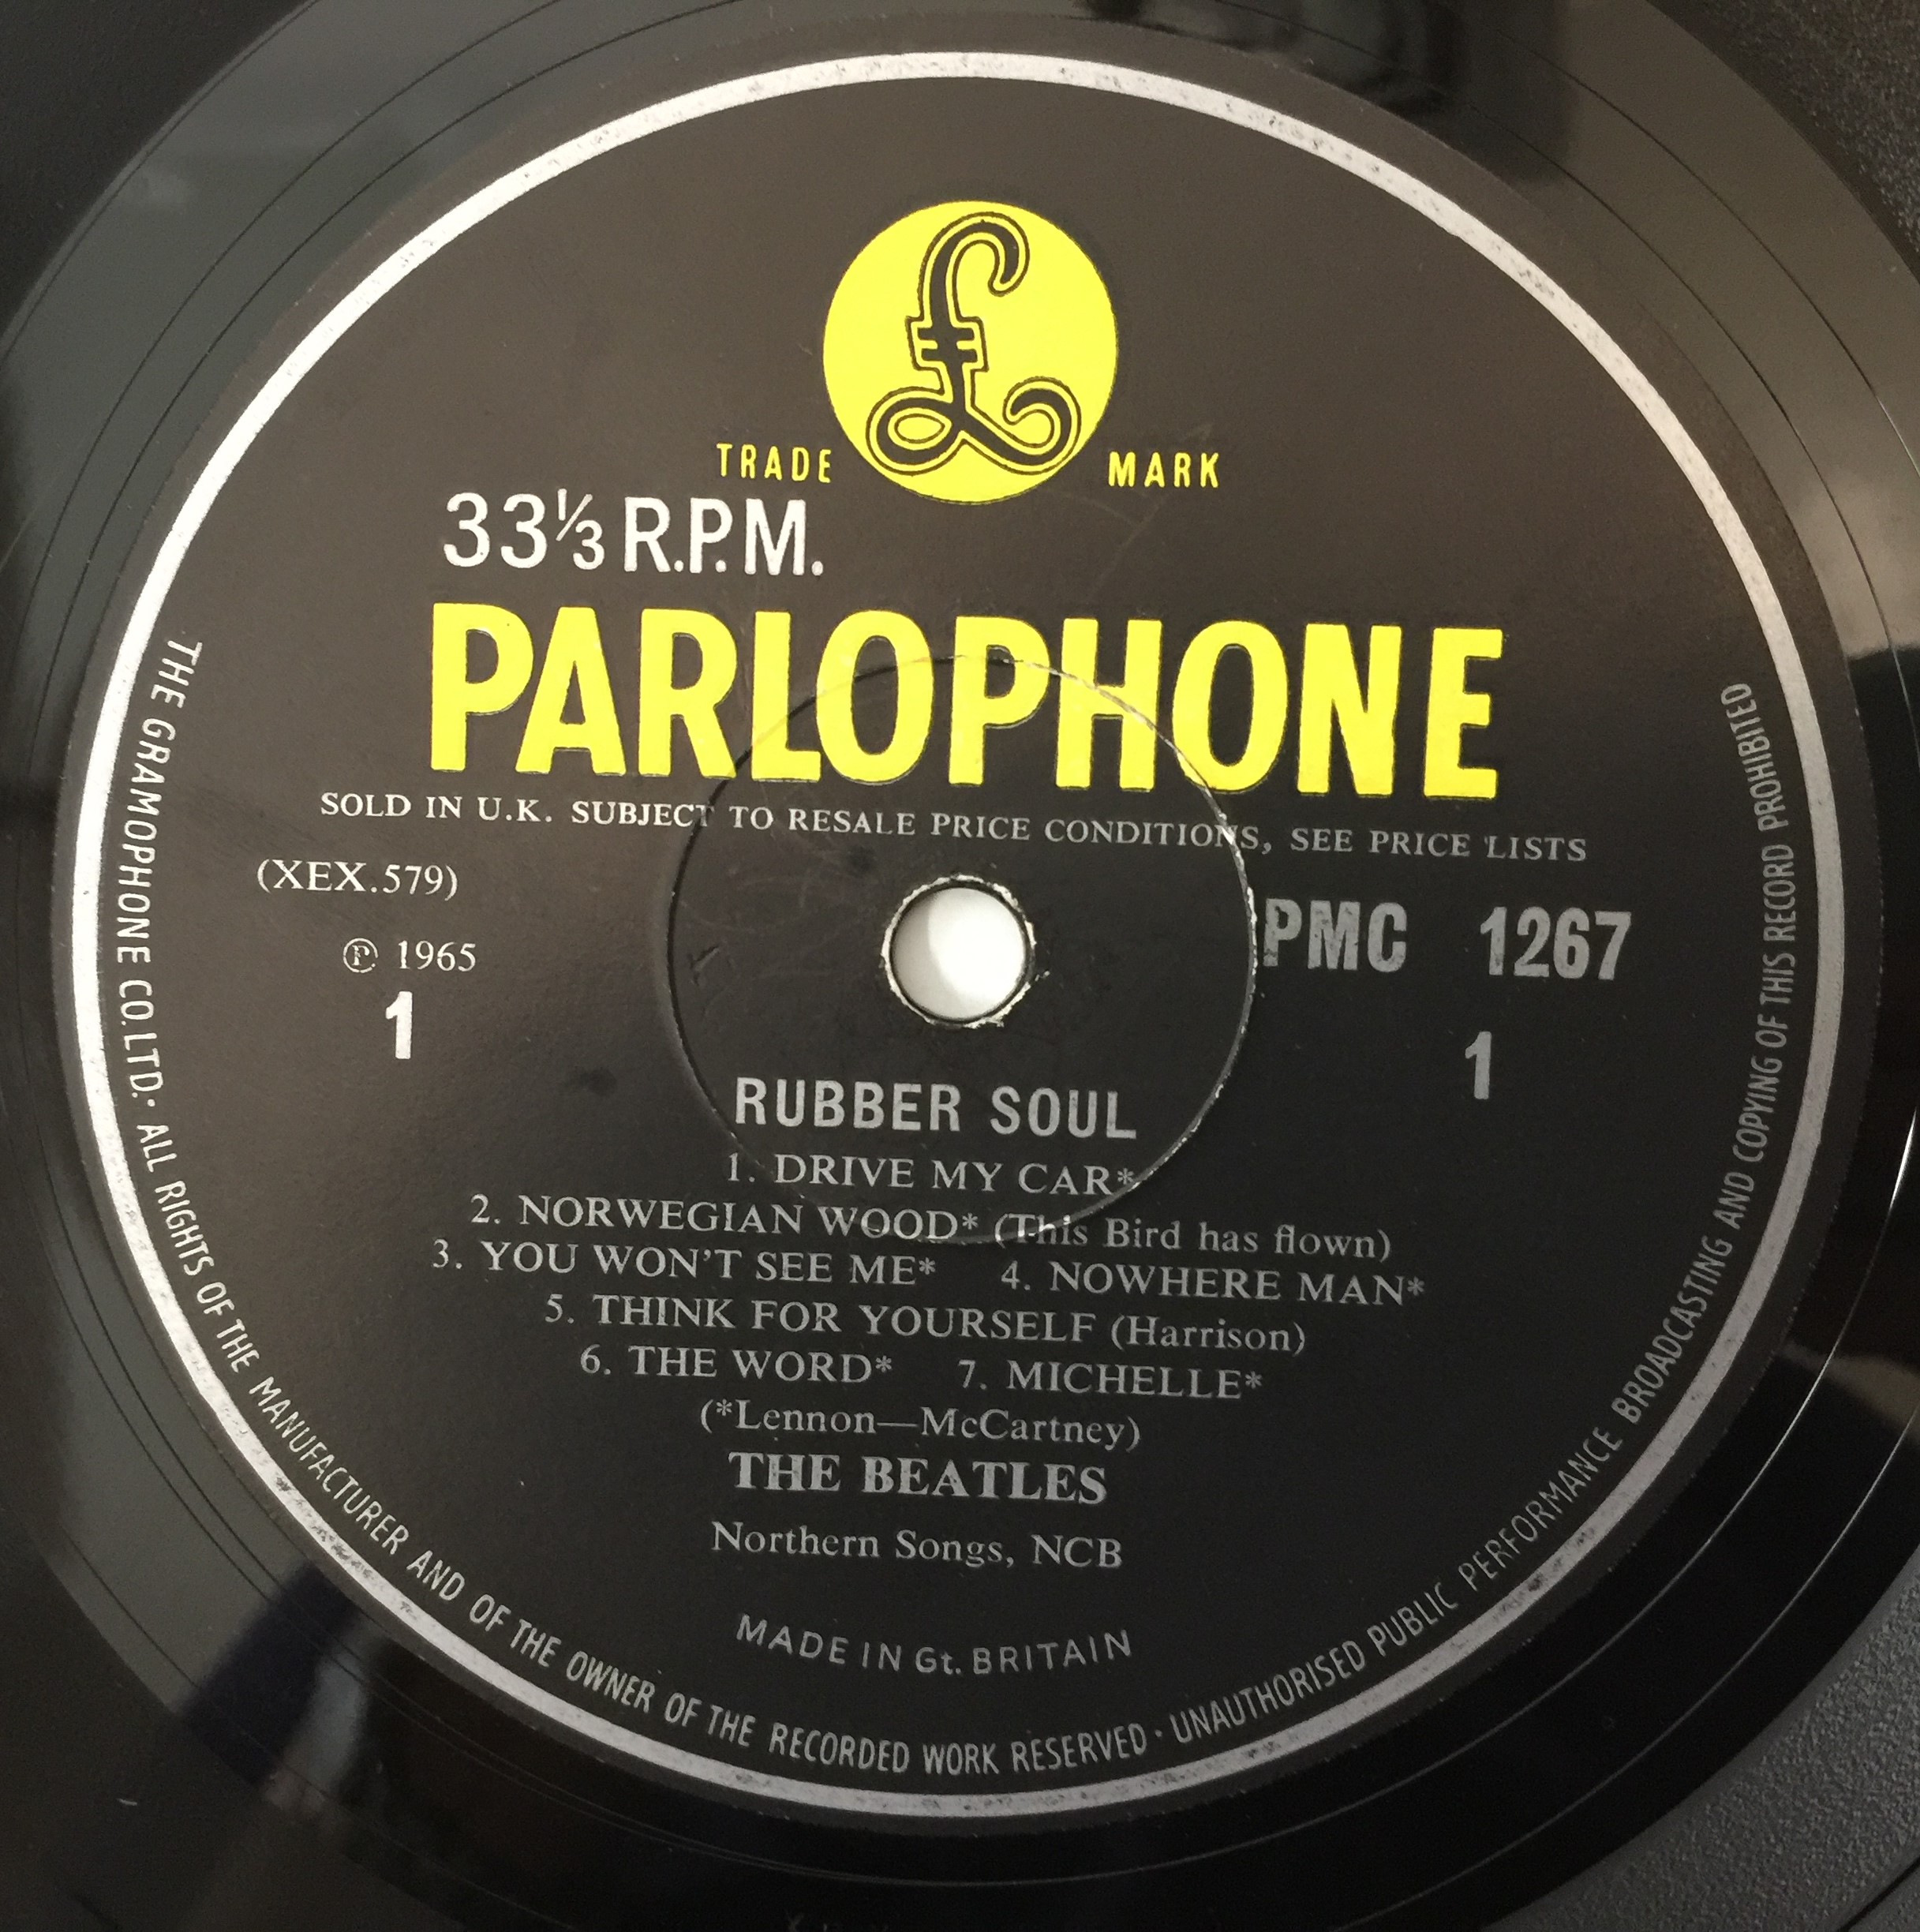 £
TRADE MARK
33⅓ R.P.M.
PARLOPHONE
SOLD IN U.K. SUBJECT TO RESALE PRICE CONDITIONS, SEE PRICE LISTS
(XEX.579)
PMC 1267
℗ 1965
1
1
RUBBER SOUL
1. DRIVE MY CAR*
2. NORWEGIAN WOOD* (This Bird has flown)
3. YOU WON'T SEE ME* 4. NOWHERE MAN*
5. THINK FOR YOURSELF (Harrison)
6. THE WORD* 7. MICHELLE*
(*Lennon—McCartney)
THE BEATLES
Northern Songs, NCB
MADE IN Gt. BRITAIN
THE GRAMOPHONE CO. LTD. · ALL RIGHTS OF THE MANUFACTURER AND OF THE OWNER OF THE RECORDED WORK RESERVED · UNAUTHORISED PUBLIC PERFORMANCE BROADCASTING AND COPYING OF THIS RECORD PROHIBITED